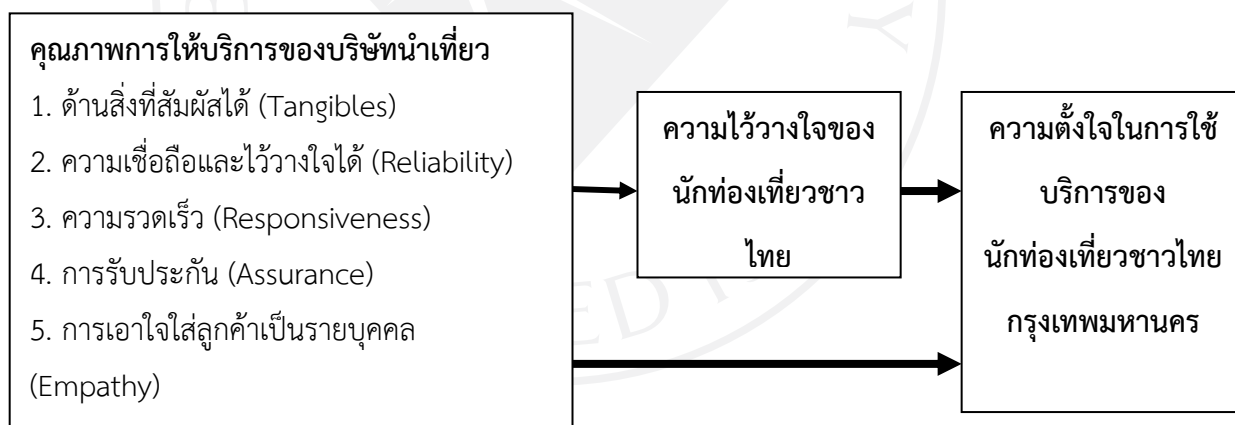 คุณภาพการให้บริการของบริษัทนำเที่ยว
1. ด้านสิ่งที่สัมผัสได้ (Tangibles)
2. ความเชื่อถือและไว้วางใจได้ (Reliability)
3. ความรวดเร็ว (Responsiveness)
4. การรับประกัน (Assurance)
5. การเอาใจใส่ลูกค้าเป็นรายบุคคล
(Empathy)
ความไว้วางใจของ
นักท่องเที่ยวชาว
ไทย
ความตั้งใจในการใช้
บริการของ
นักท่องเที่ยวชาวไทย
กรุงเทพมหานคร